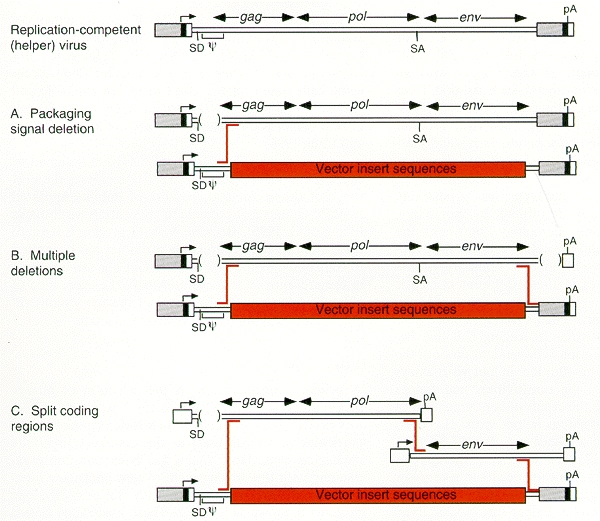 Replication-competent
(helper) virus
gag pol env pA
SD Ψ SA
A. Packaging
signal deletion
gag pol env pA
SD SA
pA
Vector insert sequences
SD Ψ
B. Multiple
deletions
gag pol env pA
SD SA
pA
Vector insert sequences
SD Ψ
C. Split coding
regions
gag pol pA
SD
env pA
pA
Vector insert sequences
SD Ψ